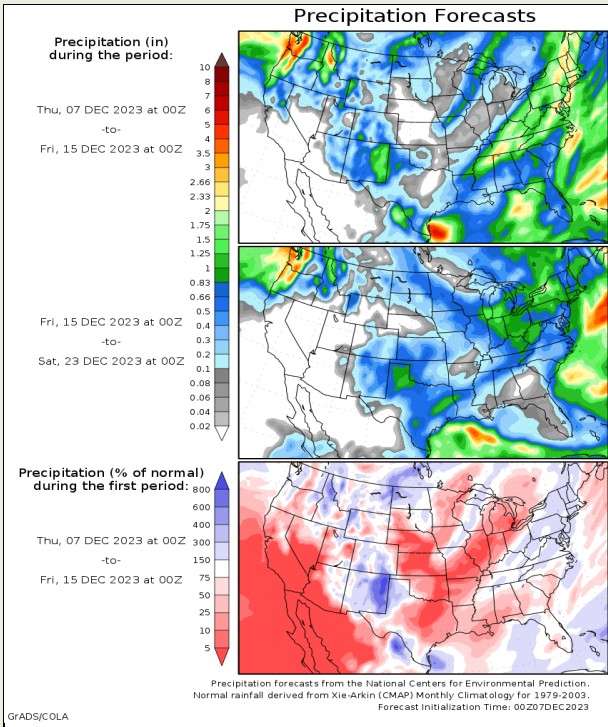 Precipitation Forecasts
Precipitation (in)
during the period:
Thu, 07 DEC 2023 at 00Z
-to-
Fri, 15 DEC 2023 at 00Z
10
8
7
6
5
4
3.5
3
2.66
2.33
2
1.75
1.5
1.25
1
0.83
0.66
0.5
0.4
0.3
0.2
0.1
0.08
0.06
0.04
0.02
Fri, 15 DEC 2023 at 00Z
-to-
Sat, 23 DEC 2023 at 00Z
Precipitation (% of normal)
during the first period:
Thu, 07 DEC 2023 at 00Z
-to-
Fri, 15 DEC 2023 at 00Z
800
600
400
300
150
75
50
25
10
5
Precipitation forecasts from the National Centers for Environmental Prediction.
Normal rainfall derived from Xie-Arkin (CMAP) Monthly Climatology for 1979-2003.
Forecast Initialization Time: 00Z07DEC2023
GrADS/COLA